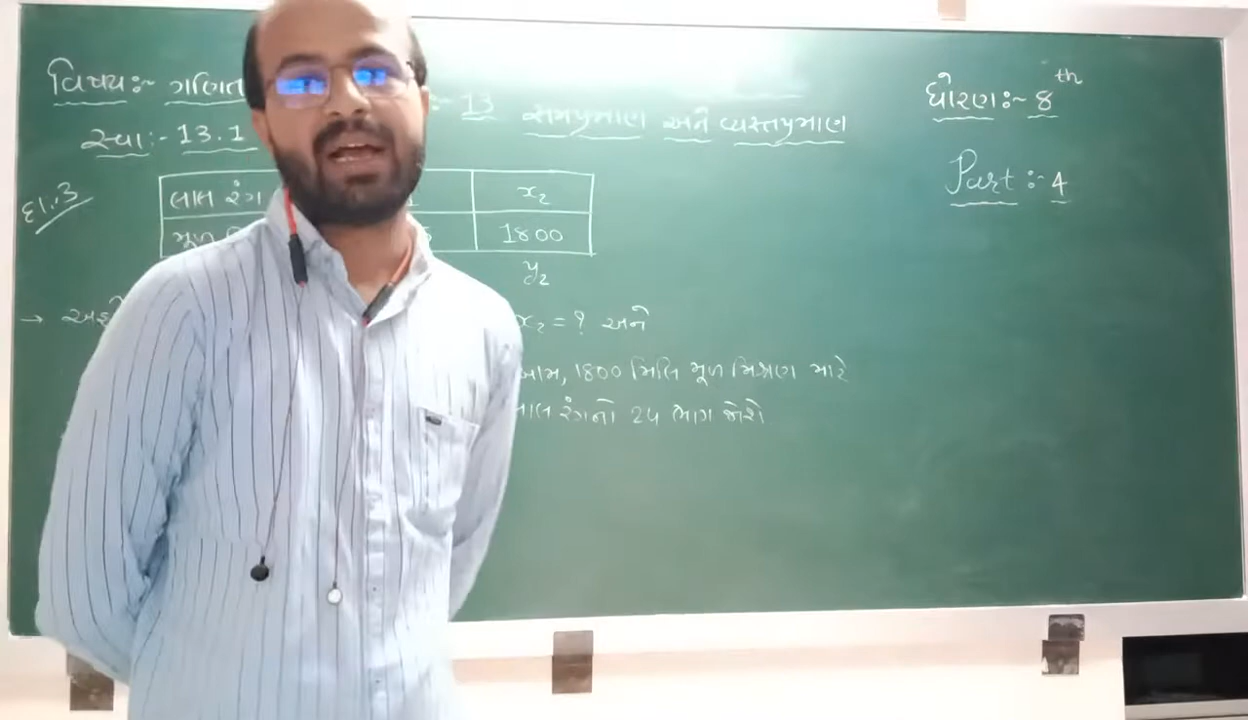 વિષય:- ગણિત :- 13 સમપ્રમાણ અને વ્યસ્તપ્રમાણ
ધોરણ:- 8th
સ્વા:- 13.1
Part :- 4
દા.3
લાલ રંગ x₂
મૂળ 1800
y₂
→ x₂ = ? અને
આમ, 1800 મિલિ મૂળ મિશ્રણ માટે
લાલ રંગનો 24 ભાગ જોશે